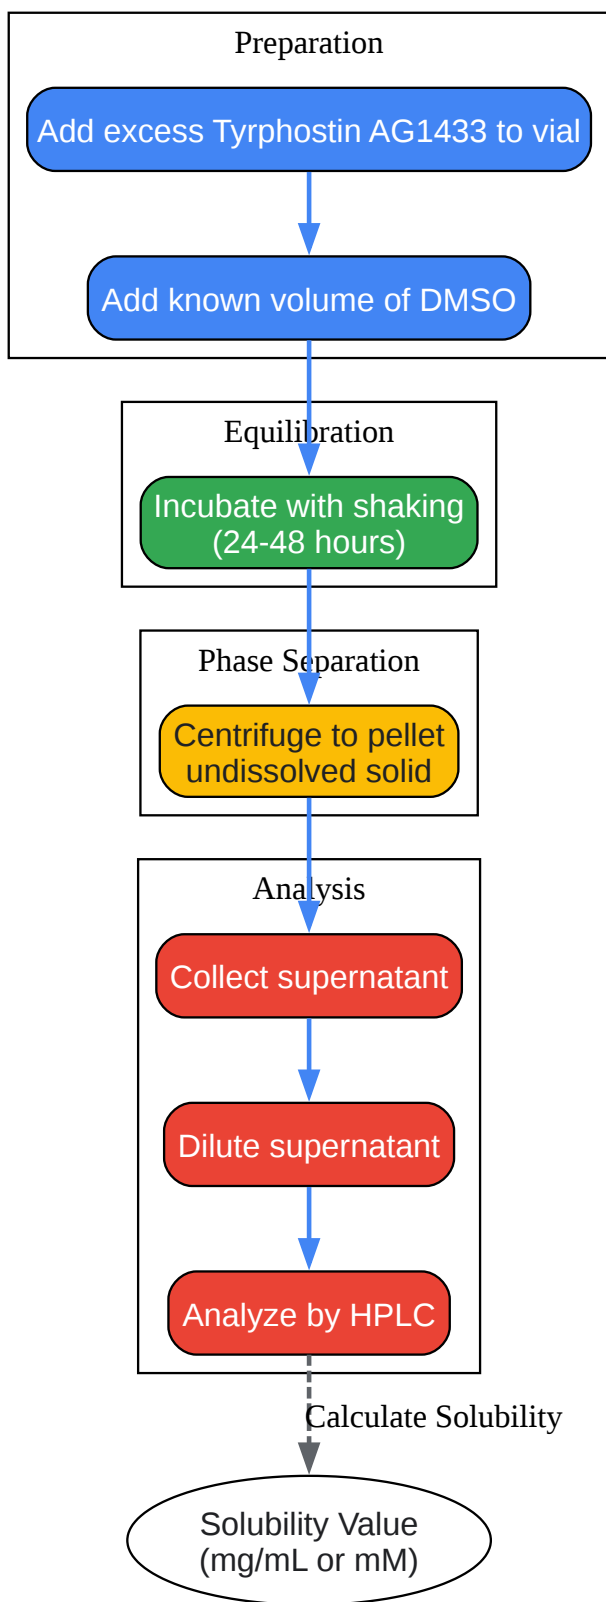 Preparation
Add excess Tyrphostin AG1433 to vial
Add known volume of DMSO
Equilibration
Incubate with shaking
(24-48 hours)
Phase Separation
Centrifuge to pellet
undissolved solid
Analysis
Collect supernatant
Dilute supernatant
Analyze by HPLC
Calculate Solubility
Solubility Value
(mg/mL or mM)